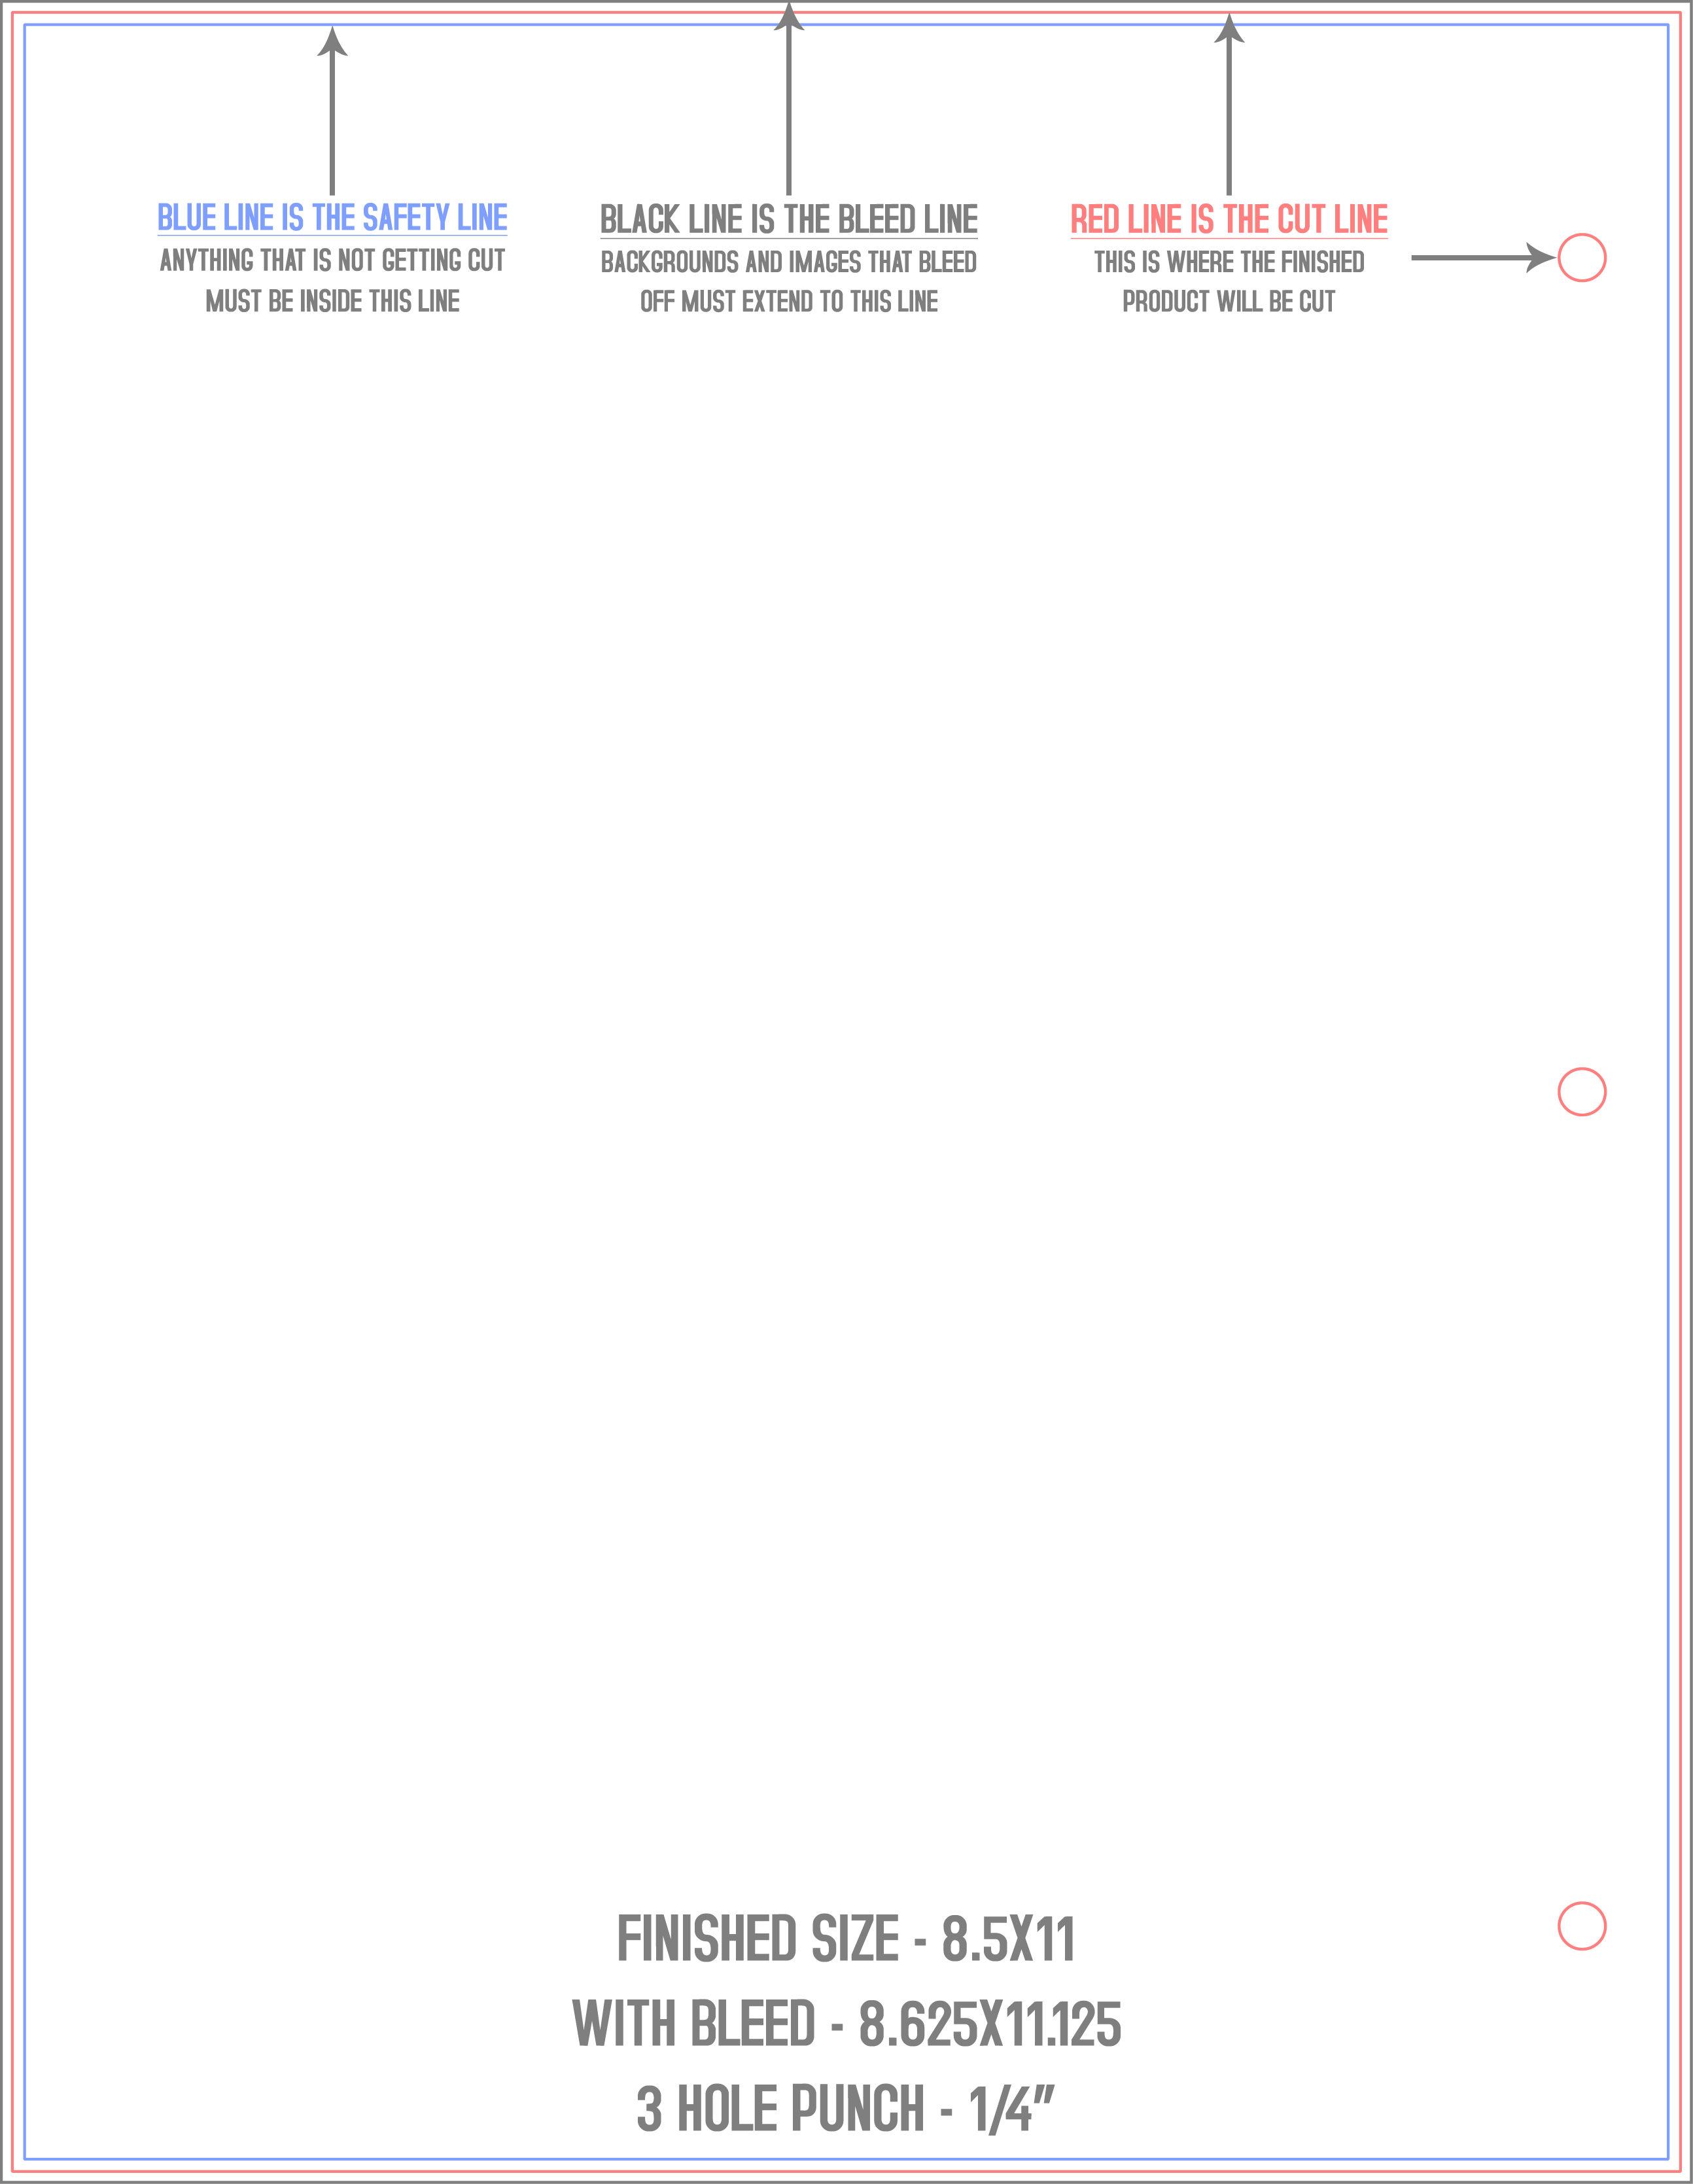 BLUE LINE IS THE SAFETY LINE
ANYTHING THAT IS NOT GETTING CUT
MUST BE INSIDE THIS LINE
BLACK LINE IS THE BLEED LINE
BACKGROUNDS AND IMAGES THAT BLEED
OFF MUST EXTEND TO THIS LINE
RED LINE IS THE CUT LINE
THIS IS WHERE THE FINISHED
PRODUCT WILL BE CUT
FINISHED SIZE - 8.5X11
WITH BLEED - 8.625X11.125
3 HOLE PUNCH - 1/4"